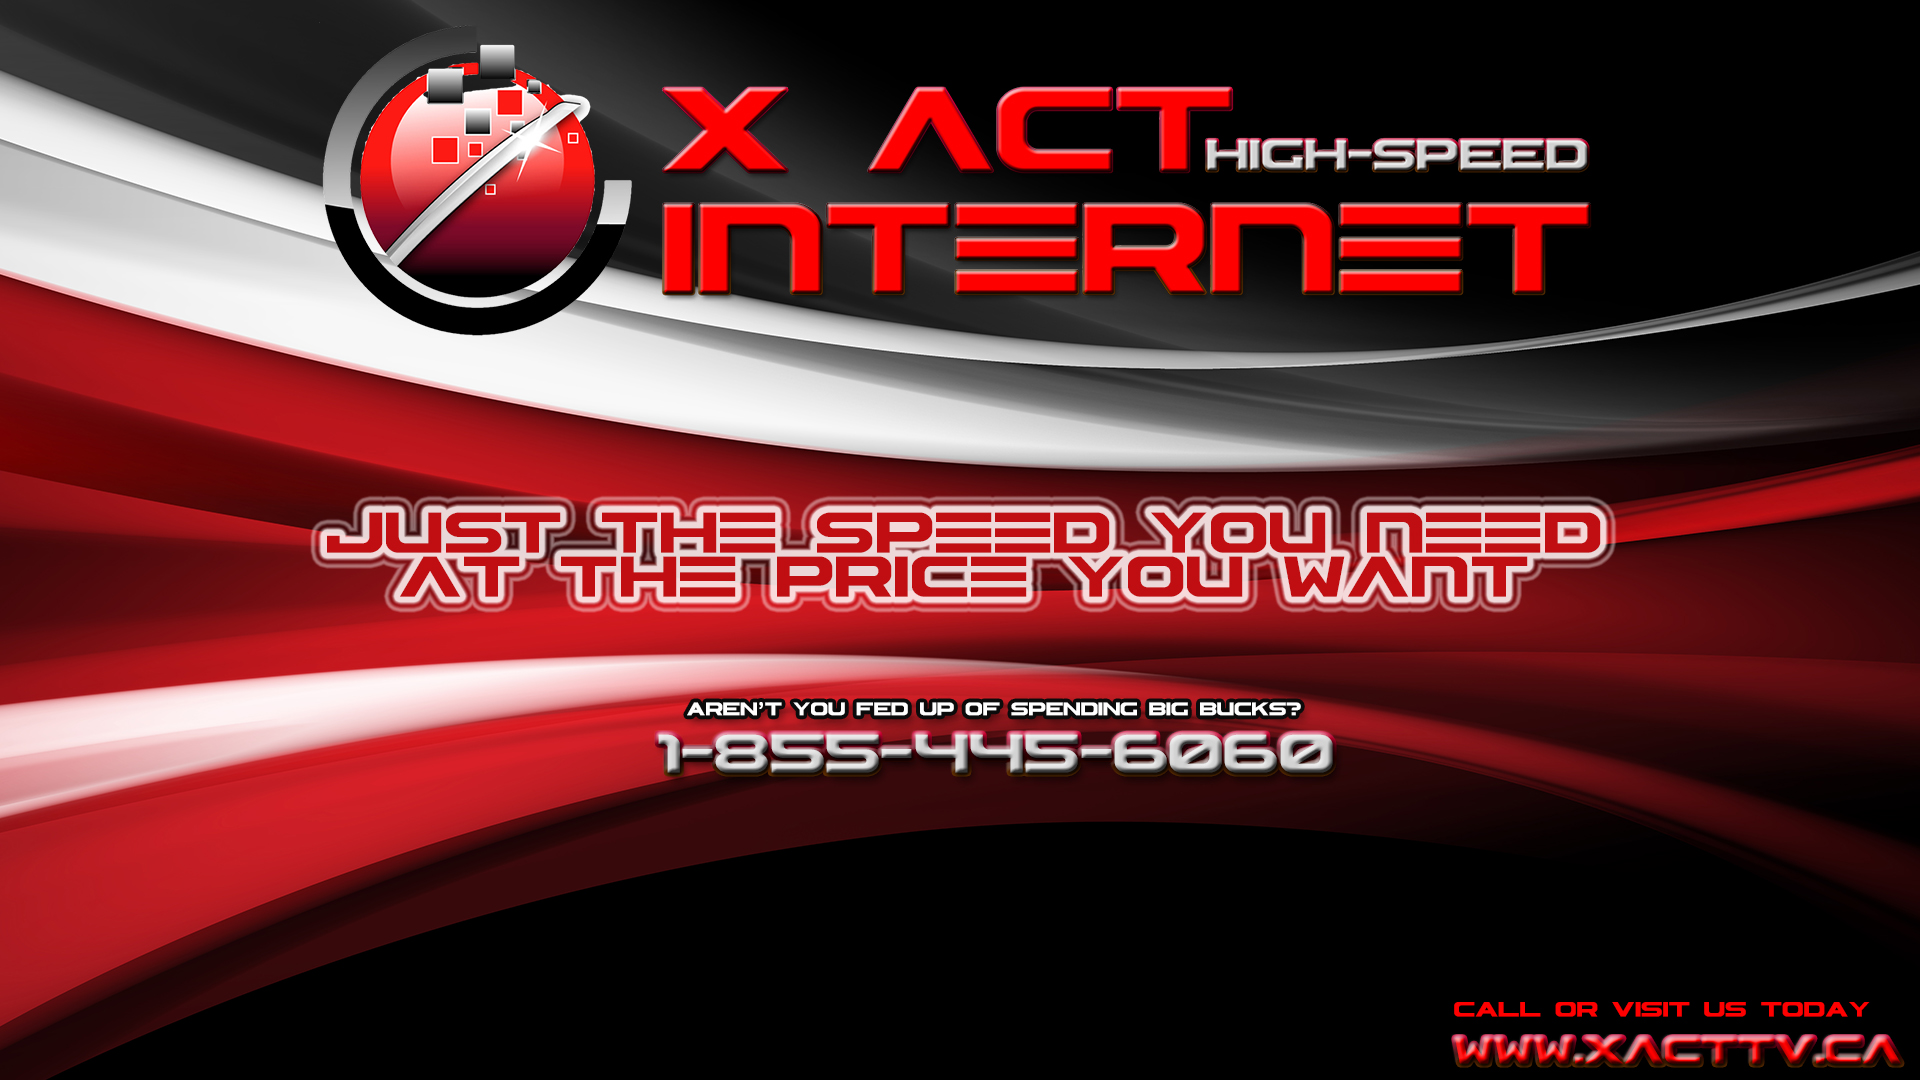 X ACT HIGH-SPEED
INTERNET
JUST THE SPEED YOU NEED
AT THE PRICE YOU WANT
AREN'T YOU FED UP OF SPENDING BIG BUCKS?
1-855-445-6060
CALL OR VISIT US TODAY
WWW.XACTTV.CA